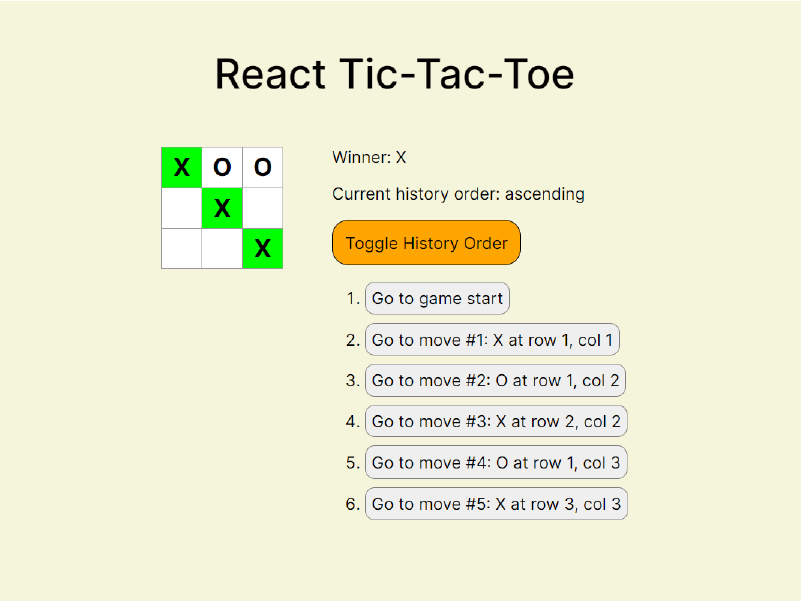 React Tic-Tac-Toe
X O O
X
X
Winner: X
Current history order: ascending
Toggle History Order
1. Go to game start
2. Go to move #1: X at row 1, col 1
3. Go to move #2: O at row 1, col 2
4. Go to move #3: X at row 2, col 2
5. Go to move #4: O at row 1, col 3
6. Go to move #5: X at row 3, col 3